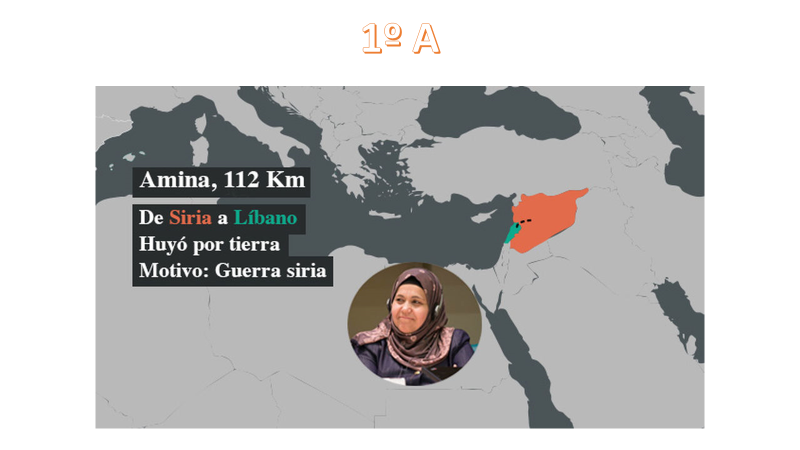 1º A
Amina, 112 Km
De Siria a Líbano
Huyó por tierra
Motivo: Guerra siria